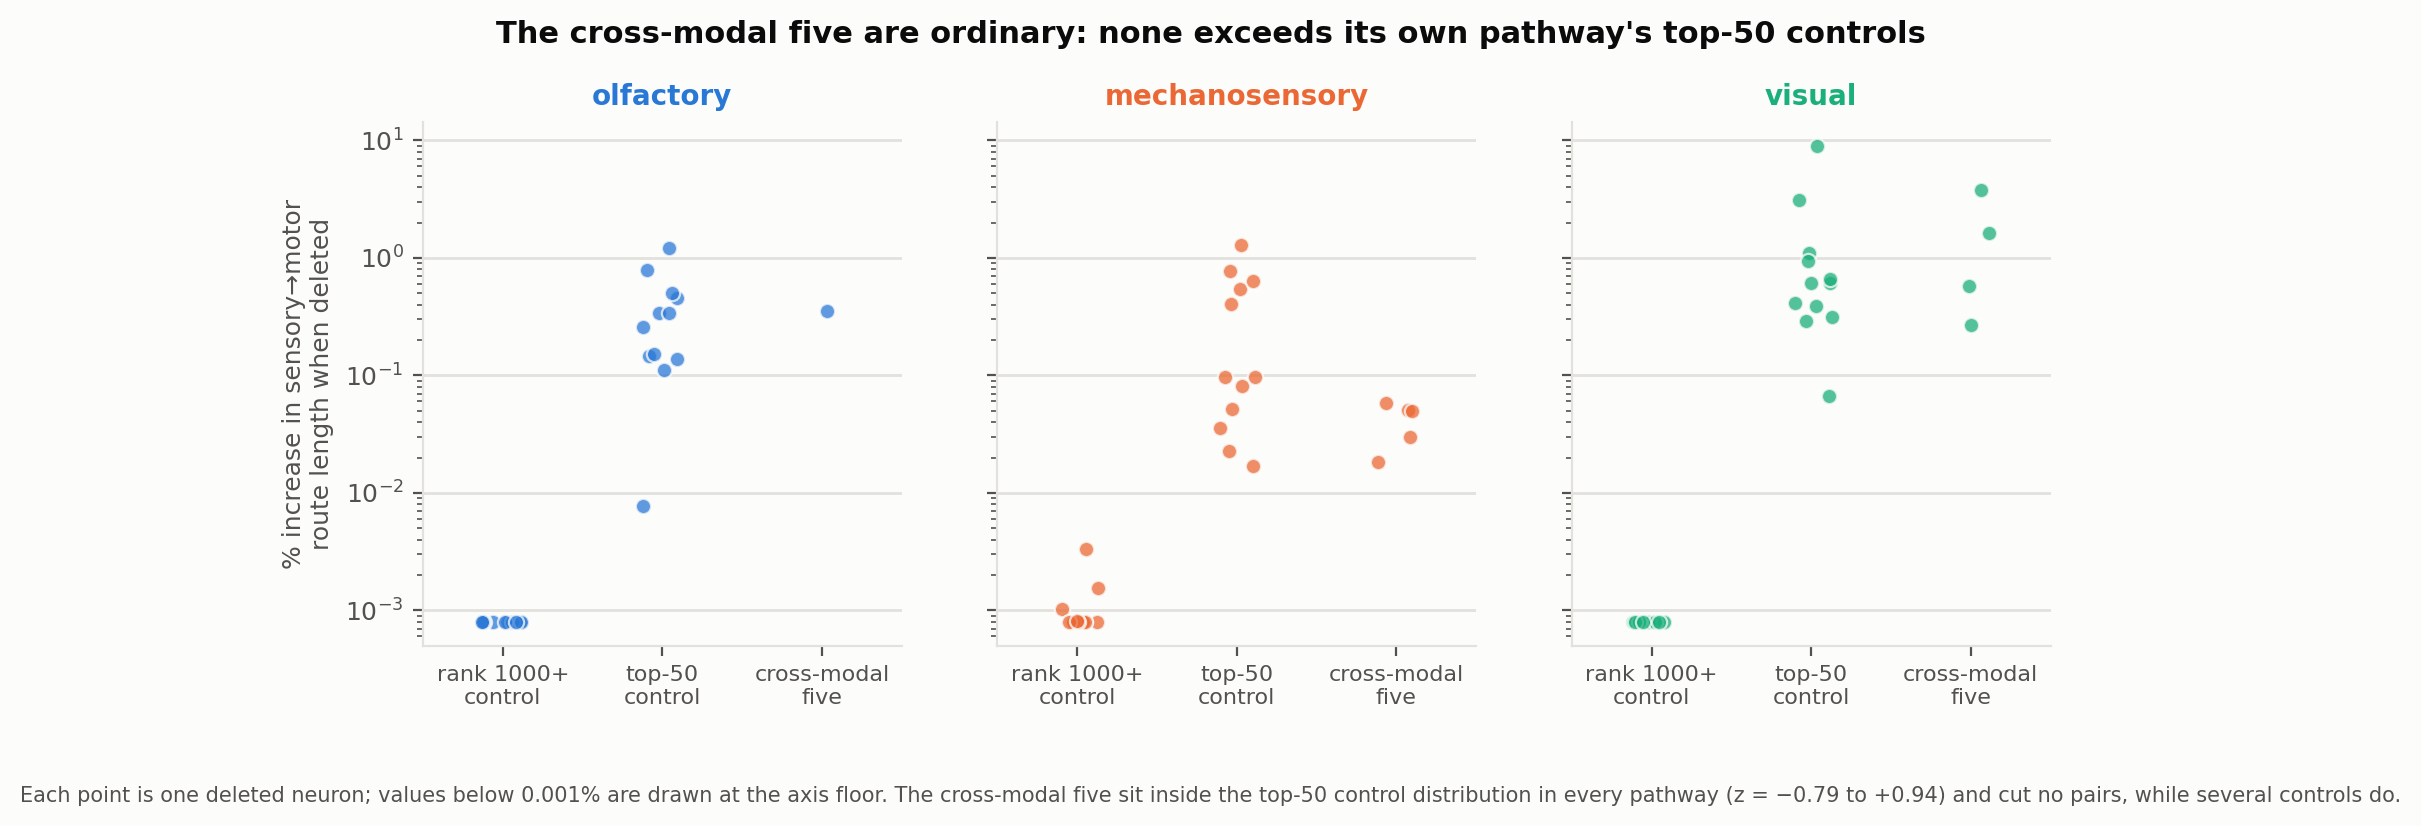 The cross-modal five are ordinary: none exceeds its own pathway's top-50 controls
olfactory
mechanosensory
visual
% increase in sensory→motor
route length when deleted
10¹
10⁰
10⁻¹
10⁻²
10⁻³
rank 1000+
control
top-50
control
cross-modal
five
rank 1000+
control
top-50
control
cross-modal
five
rank 1000+
control
top-50
control
cross-modal
five
Each point is one deleted neuron; values below 0.001% are drawn at the axis floor. The cross-modal five sit inside the top-50 control distribution in every pathway (z = −0.79 to +0.94) and cut no pairs, while several controls do.